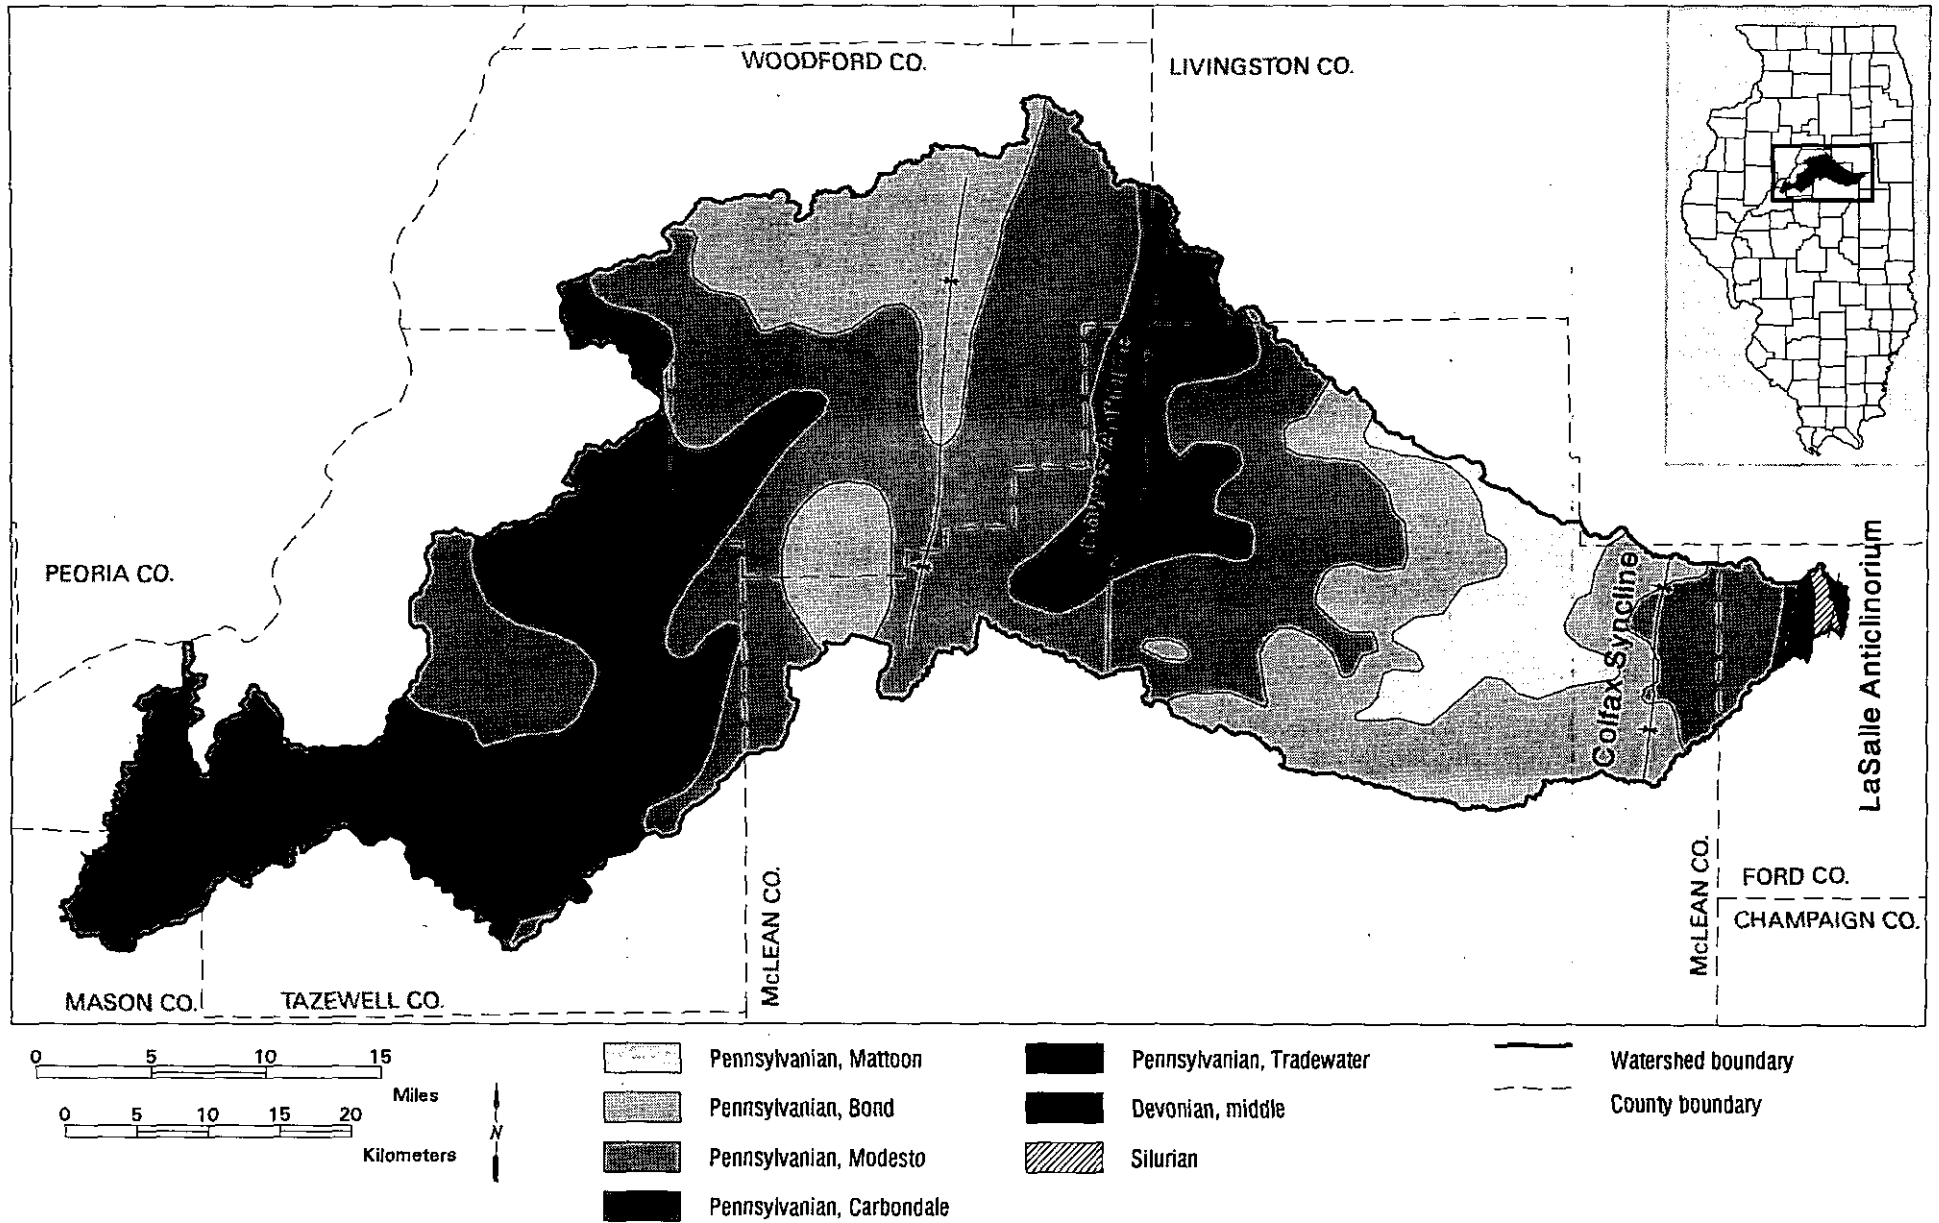 WOODFORD CO.
LIVINGSTON CO.
PEORIA CO.
Colfax Syncline
LaSalle Anticlinorium
McLEAN CO.
McLEAN CO.
FORD CO.
CHAMPAIGN CO.
MASON CO.
TAZEWELL CO.
0 5 10 15
Miles
0 5 10 15 20
Kilometers
N
Pennsylvanian, Mattoon
Pennsylvanian, Bond
Pennsylvanian, Modesto
Pennsylvanian, Carbondale
Pennsylvanian, Tradewater
Devonian, middle
Silurian
Watershed boundary
County boundary